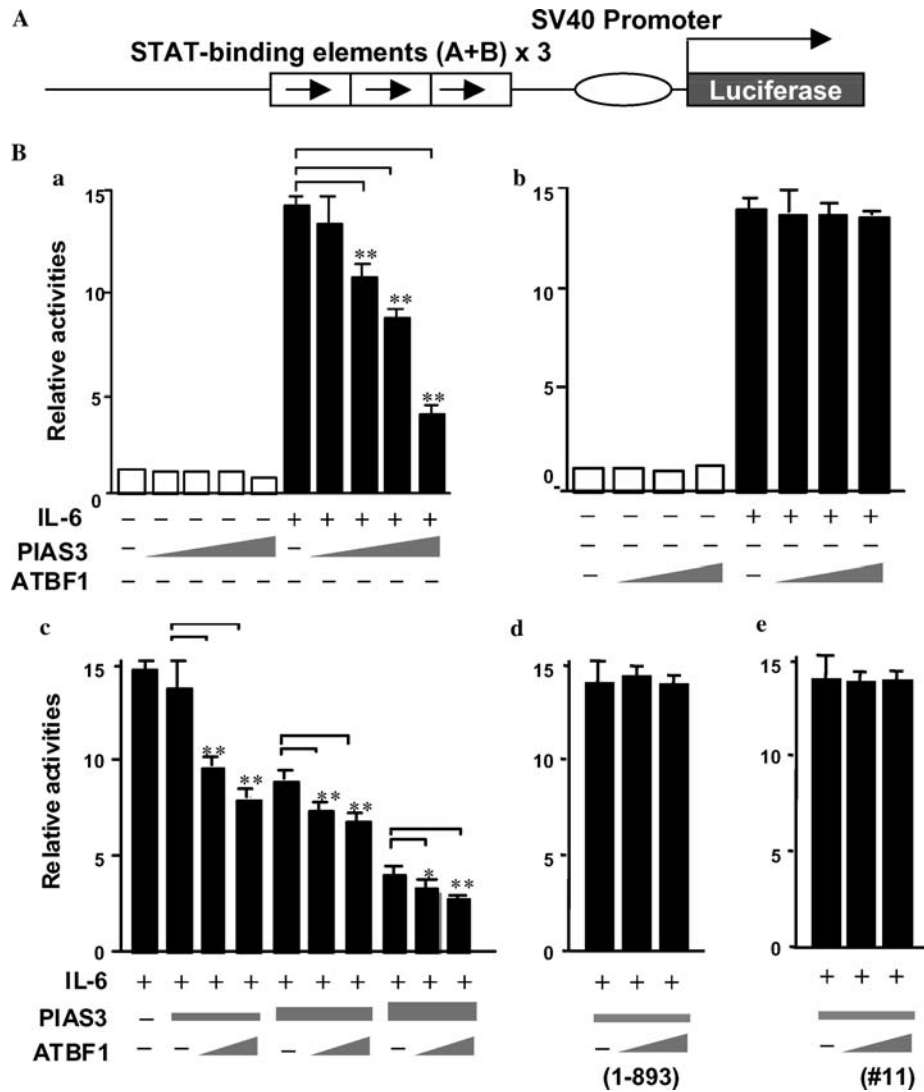 A
SV40 Promoter
STAT-binding elements (A+B) x 3
Luciferase
B
a
b
15
10
5
0
Relative activities
**
**
**
15
10
5
0
IL-6
– – – – – + + + + +
– – – – + + + +
PIAS3
– –
– – – – – – – –
ATBF1
– – – – – – – – – –
– –
c
d
e
15
10
5
0
Relative activities
**
**
**
**
*
**
15
10
5
0
15
10
5
0
IL-6
+ + + + + + + + + +
+ + +
+ + +
PIAS3
–
ATBF1
– – – –
–
–
(1-893)
(#11)